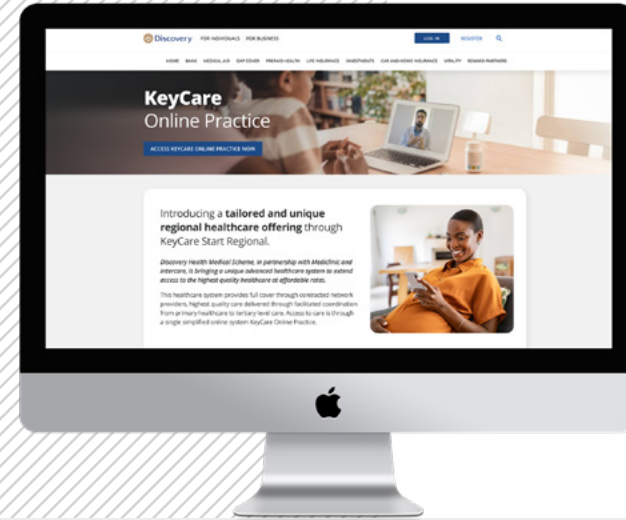 Discovery FOR INDIVIDUALS FOR BUSINESS LOG IN REGISTER
HOME BANK MEDICAL AID GAP COVER PRIMARY HEALTH LIFE INSURANCE INVESTMENTS CAR AND HOME INSURANCE VITALITY REWARD PARTNERS
KeyCare
Online Practice
ACCESS KEYCARE ONLINE PRACTICE NOW
Introducing a tailored and unique
regional healthcare offering through
KeyCare Start Regional.
Discovery Health Medical Scheme, in partnership with Mediclinic and
Intercare, is bringing a unique advanced healthcare system to extend
access to the highest quality healthcare at affordable rates.
This healthcare system provides full cover through contracted network
providers, highest quality care delivered through facilitated coordination
from primary healthcare to tertiary level care. Access to care is through
a single simplified online system KeyCare Online Practice.